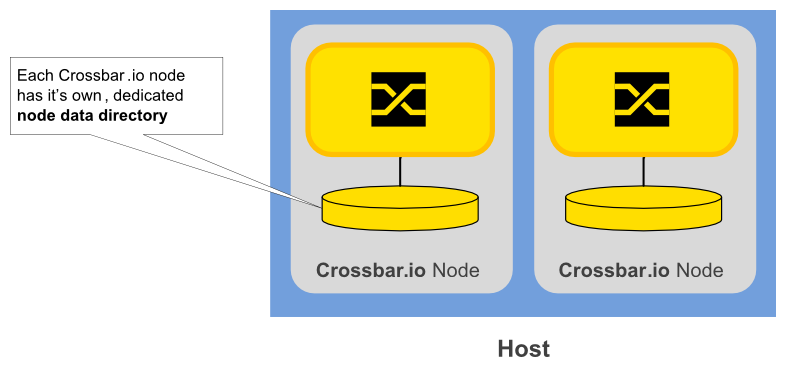 Each Crossbar.io node
has it's own, dedicated
node data directory
Crossbar.io Node
Crossbar.io Node
Host